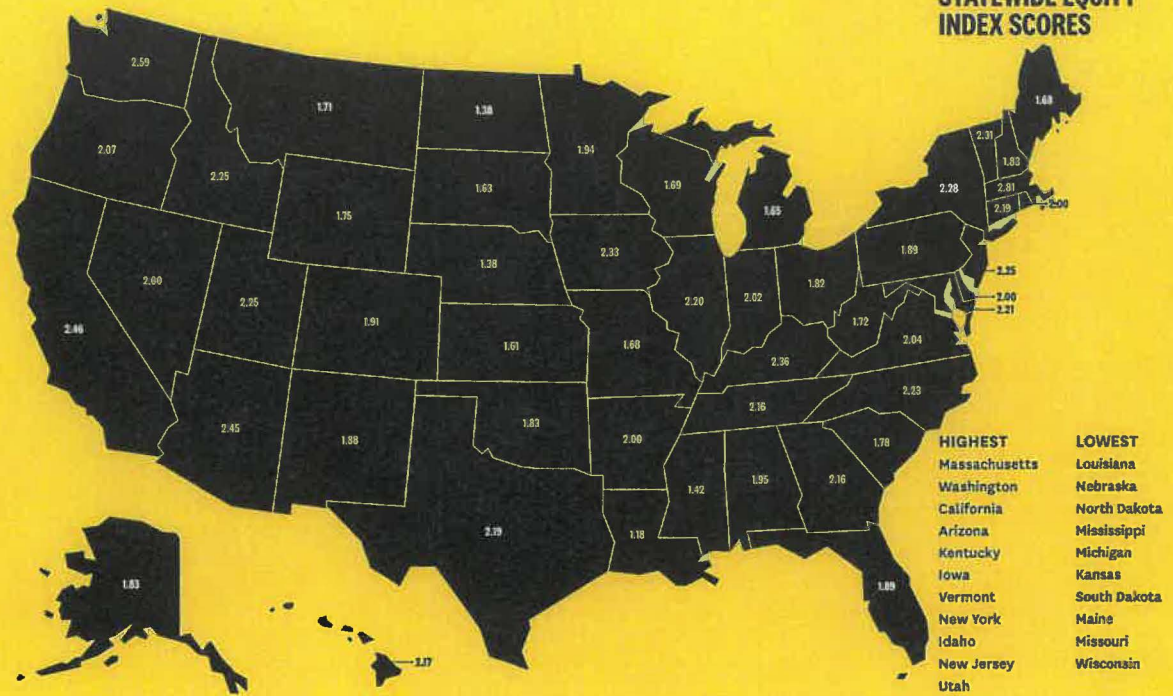 STATEWIDE EQUITY
INDEX SCORES
2.59
1.71
1.38
1.94
1.68
2.31
1.83
2.07
2.25
1.63
1.69
2.28
2.81
2.19
2.00
1.75
2.33
1.89
2.00
2.25
1.38
2.20
2.02
1.82
2.25
2.00
2.21
2.46
1.91
1.61
1.68
1.72
2.04
2.36
2.23
2.45
1.88
1.83
2.00
2.16
1.78
2.19
1.18
1.42
1.95
2.16
1.89
1.83
2.17
HIGHEST
Massachusetts
Washington
California
Arizona
Kentucky
Iowa
Vermont
New York
Idaho
New Jersey
Utah
LOWEST
Louisiana
Nebraska
North Dakota
Mississippi
Michigan
Kansas
South Dakota
Maine
Missouri
Wisconsin